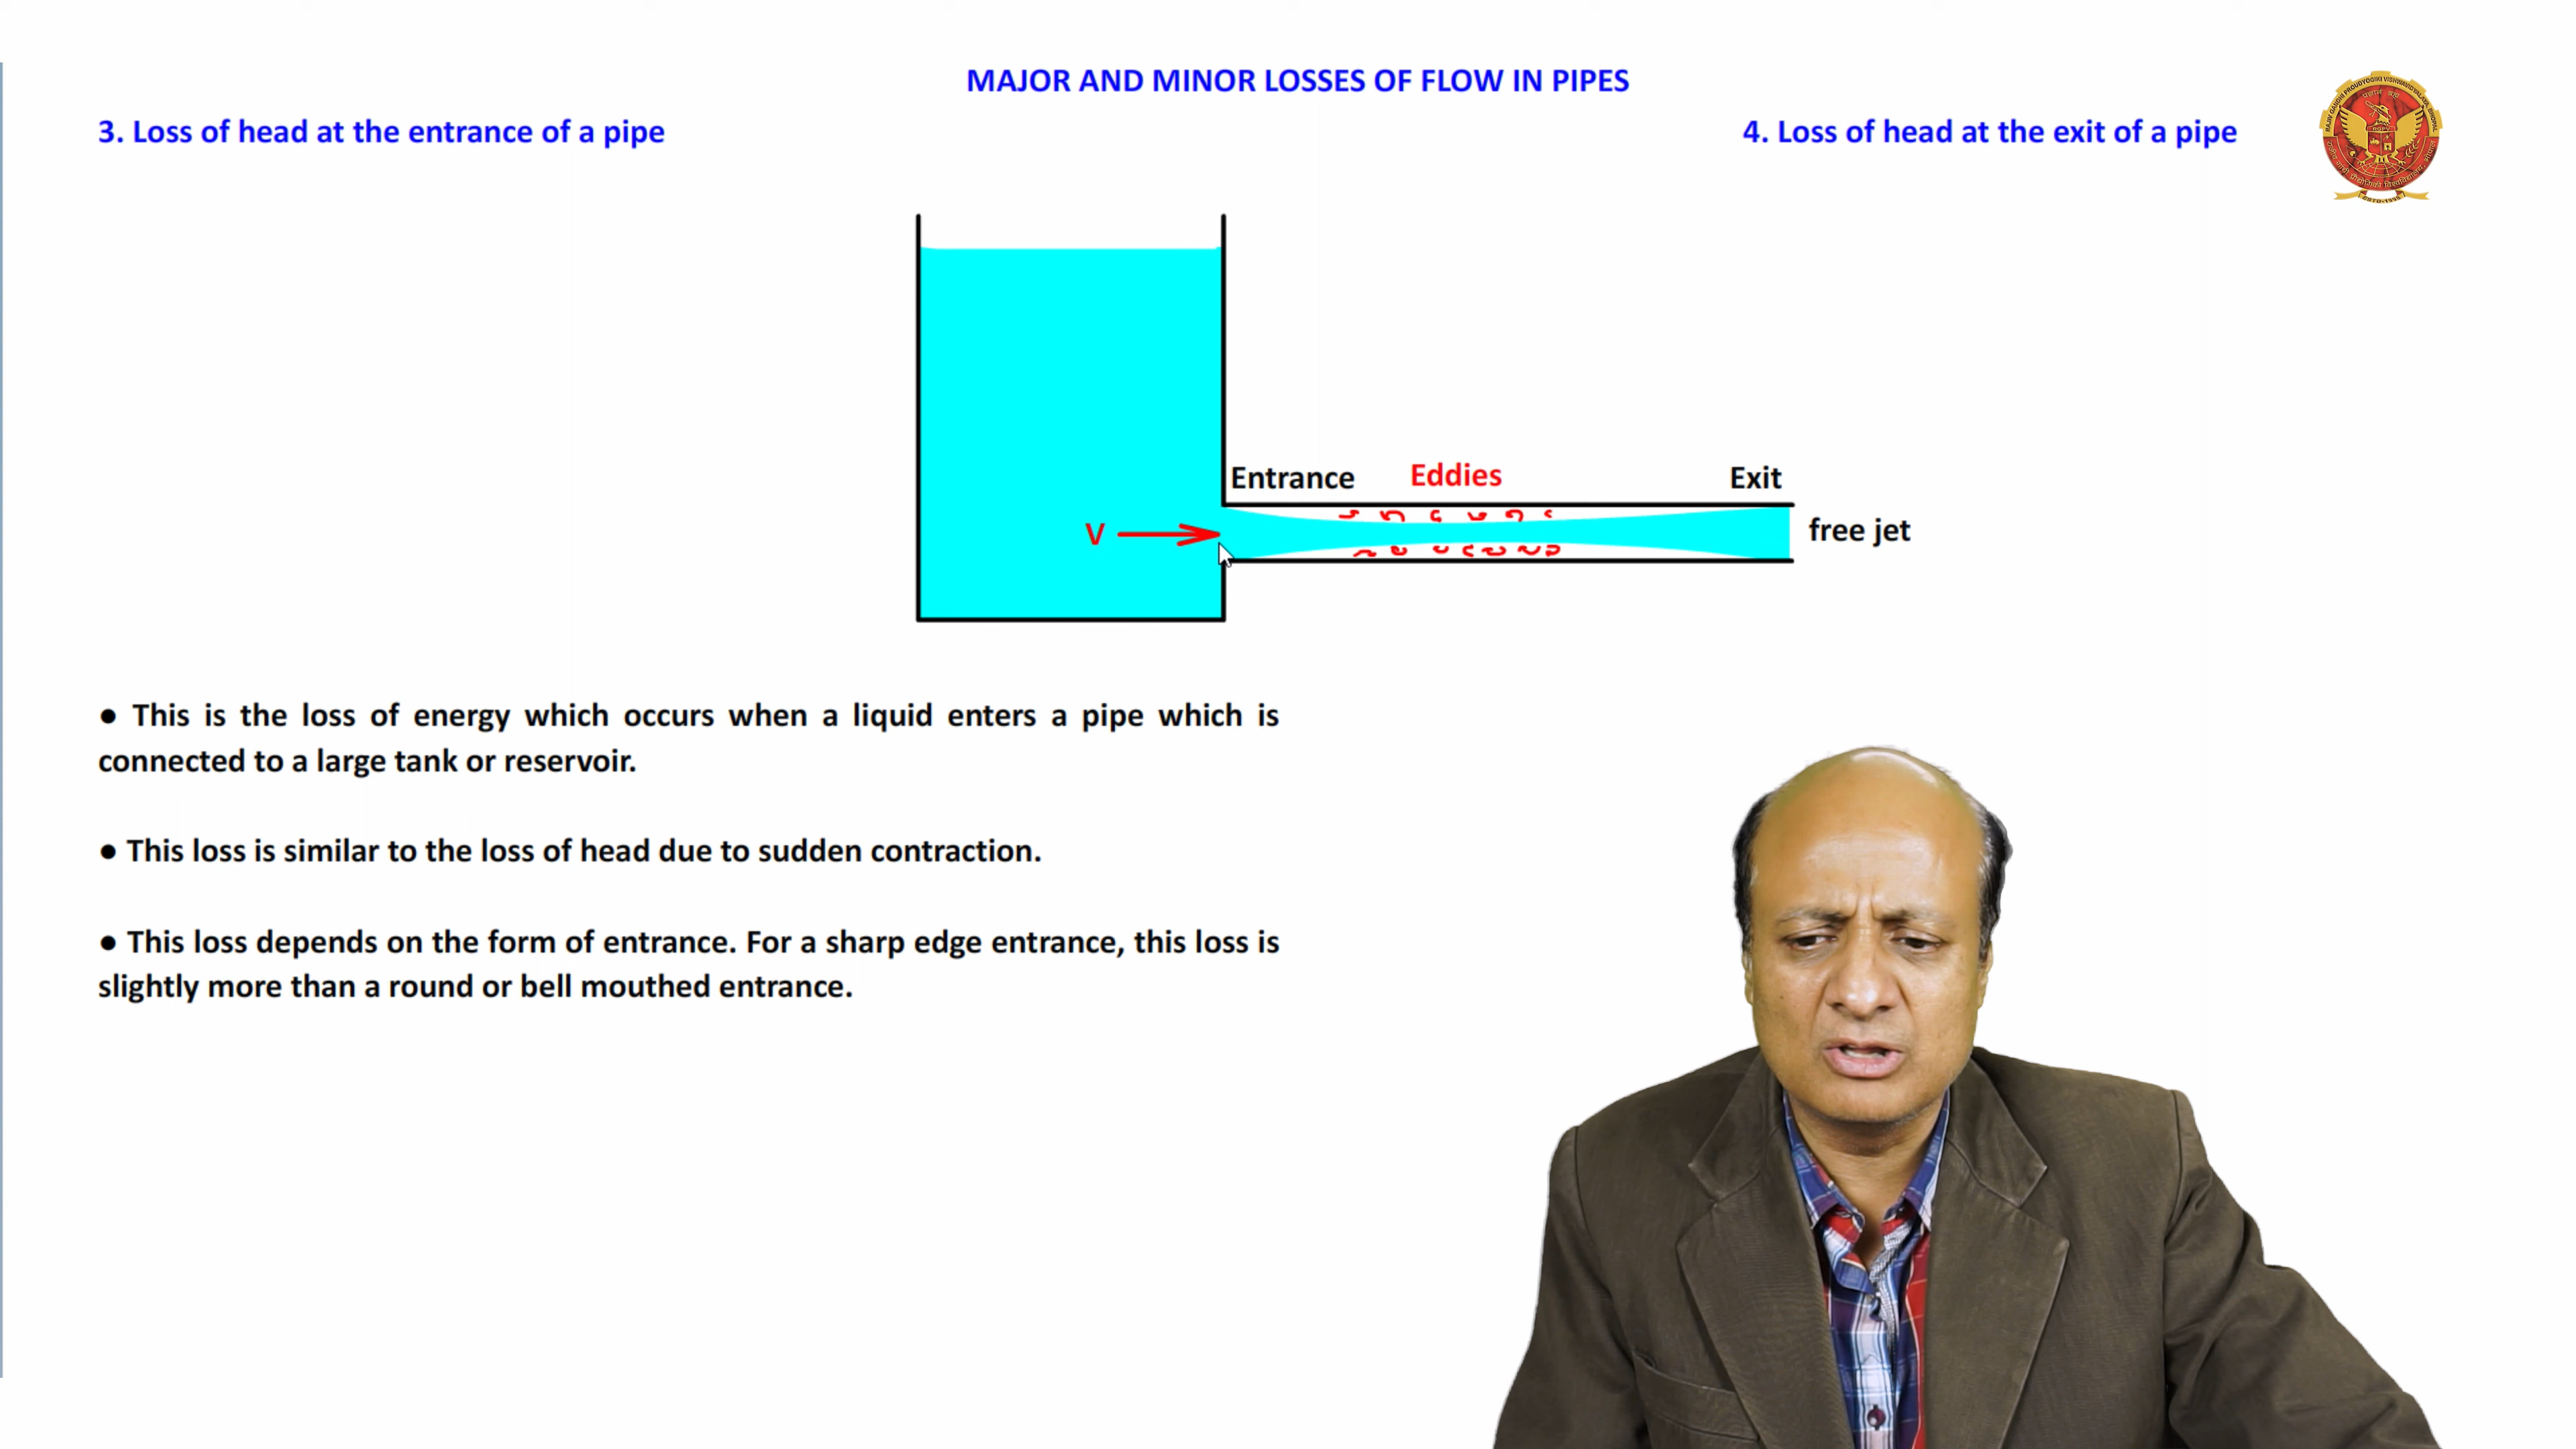 MAJOR AND MINOR LOSSES OF FLOW IN PIPES
3. Loss of head at the entrance of a pipe
4. Loss of head at the exit of a pipe
Entrance
Eddies
Exit
V
free jet
● This is the loss of energy which occurs when a liquid enters a pipe which is
connected to a large tank or reservoir.
● This loss is similar to the loss of head due to sudden contraction.
● This loss depends on the form of entrance. For a sharp edge entrance, this loss is
slightly more than a round or bell mouthed entrance.